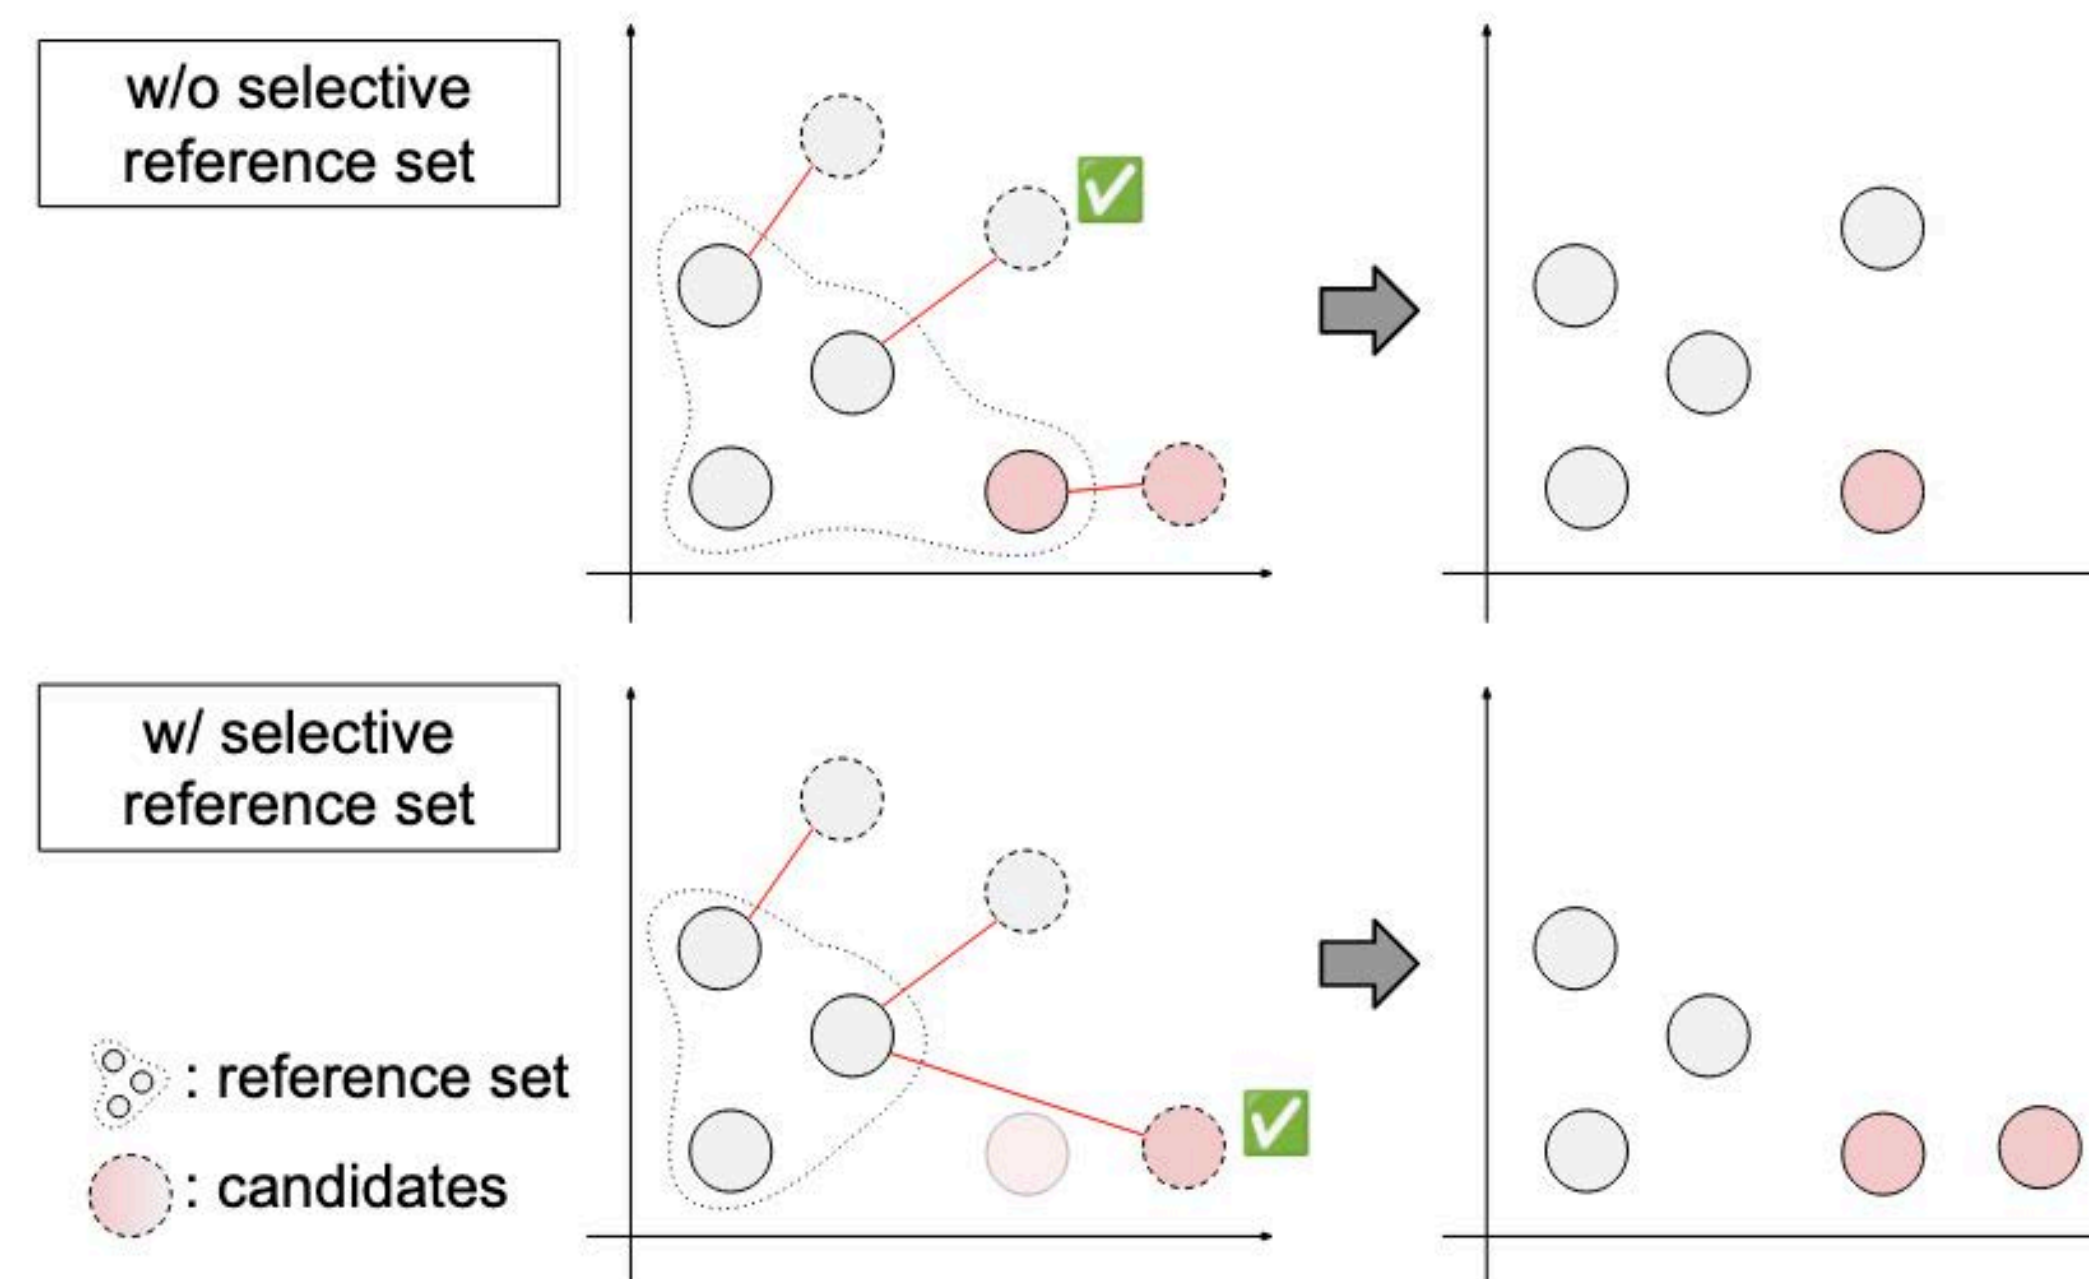 w/o selective
reference set
w/ selective
reference set
: reference set
: candidates